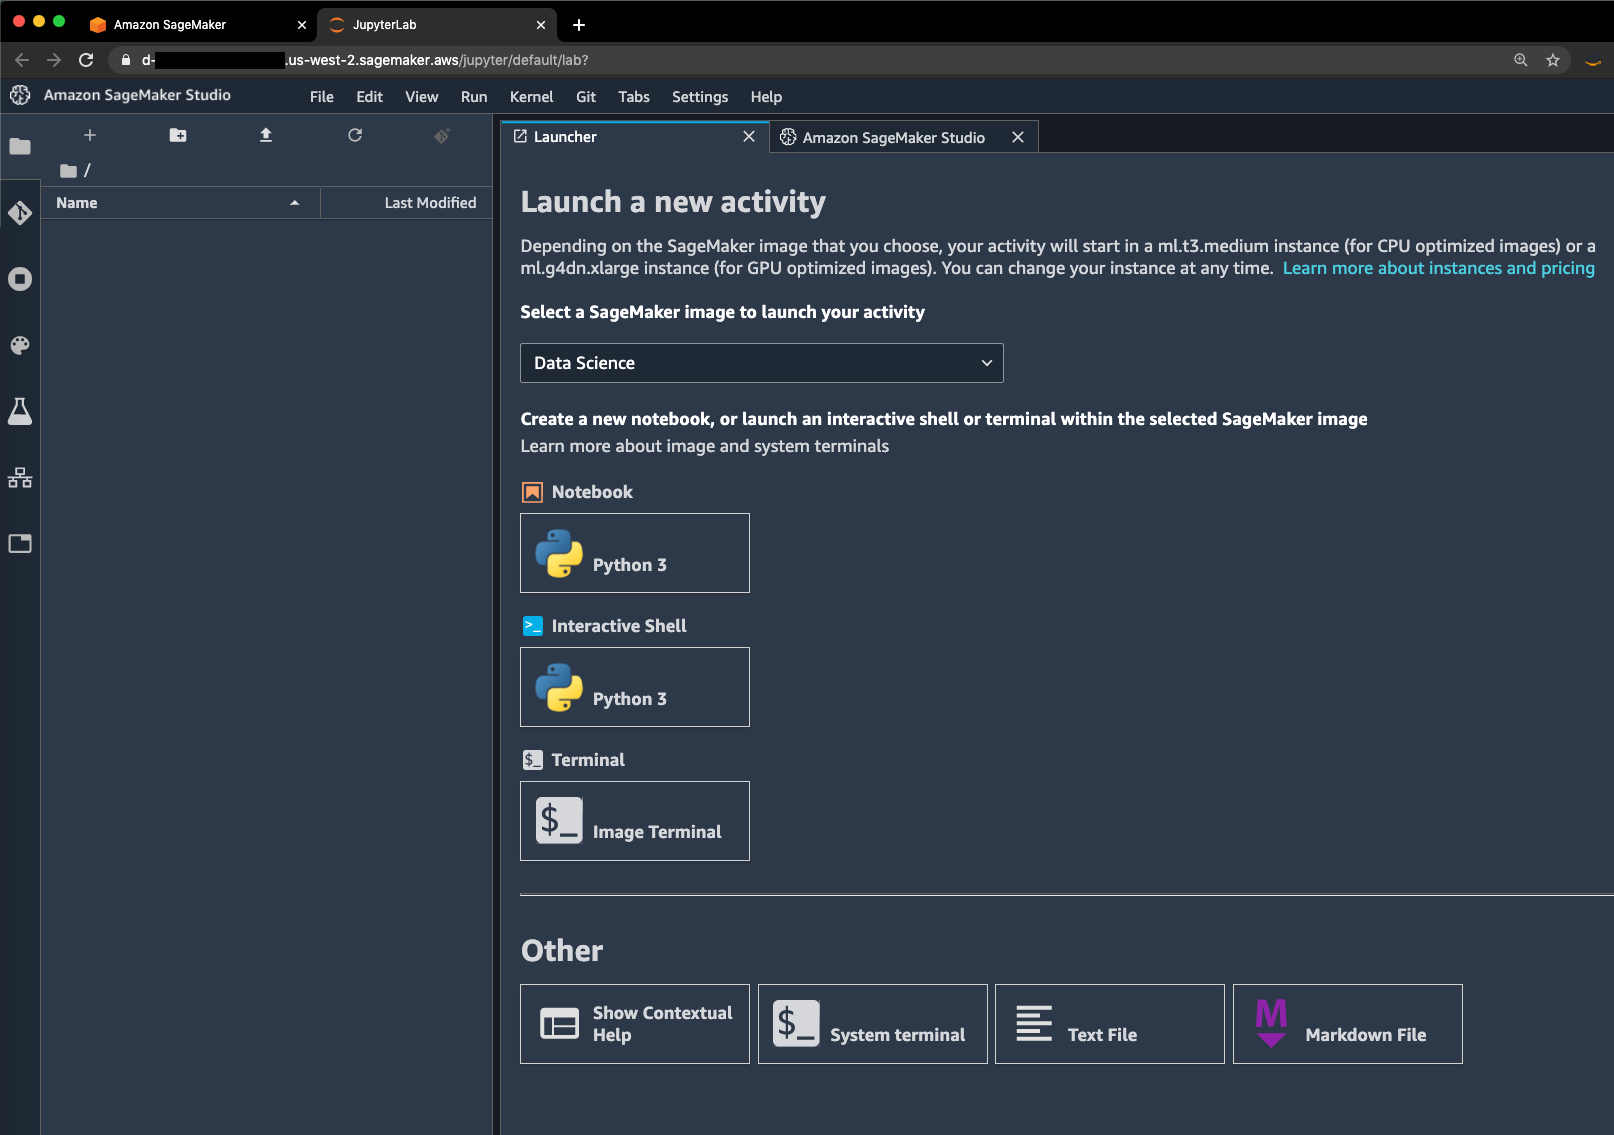 Amazon SageMaker
JupyterLab
d-
.us-west-2.sagemaker.aws/jupyter/default/lab?
Amazon SageMaker Studio
File Edit View Run Kernel Git Tabs Settings Help
/
Name Last Modified
Launcher
Amazon SageMaker Studio
Launch a new activity
Depending on the SageMaker image that you choose, your activity will start in a ml.t3.medium instance (for CPU optimized images) or a
ml.g4dn.xlarge instance (for GPU optimized images). You can change your instance at any time. Learn more about instances and pricing
Select a SageMaker image to launch your activity
Data Science
Create a new notebook, or launch an interactive shell or terminal within the selected SageMaker image
Learn more about image and system terminals
Notebook
Python 3
>_ Interactive Shell
Python 3
$_ Terminal
$_ Image Terminal
Other
Show Contextual
Help
$_ System terminal
Text File
M Markdown File